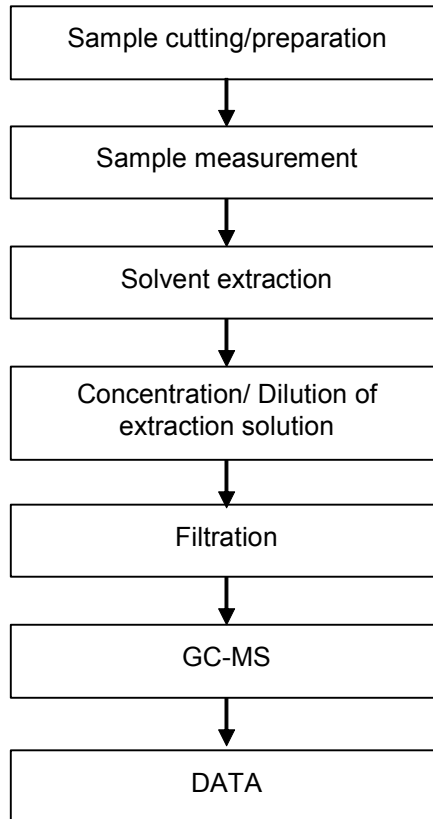 Sample cutting/preparation
Sample measurement
Solvent extraction
Concentration/ Dilution of
extraction solution
Filtration
GC-MS
DATA